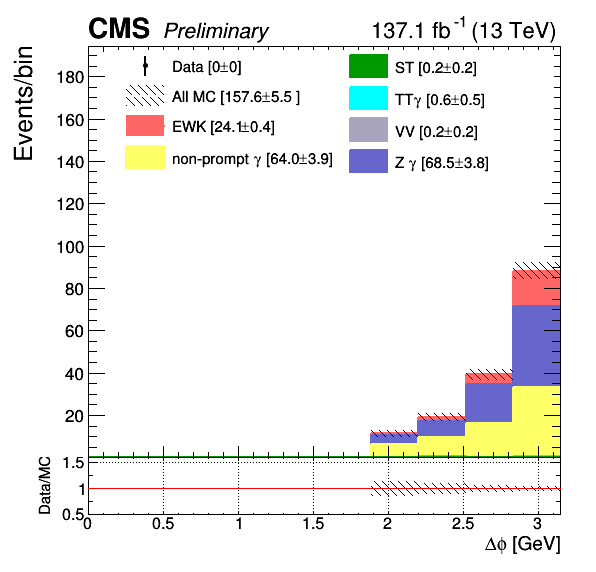 CMS Preliminary 137.1 fb⁻¹ (13 TeV)
Events/bin
Data [0±0]
All MC [157.6±5.5 ]
EWK [24.1±0.4]
non-prompt γ [64.0±3.9]
ST [0.2±0.2]
TTγ [0.6±0.5]
VV [0.2±0.2]
Z γ [68.5±3.8]
180
160
140
120
100
80
60
40
20
Data/MC
1.5
1
0.5
0 0.5 1 1.5 2 2.5 3
Δϕ [GeV]